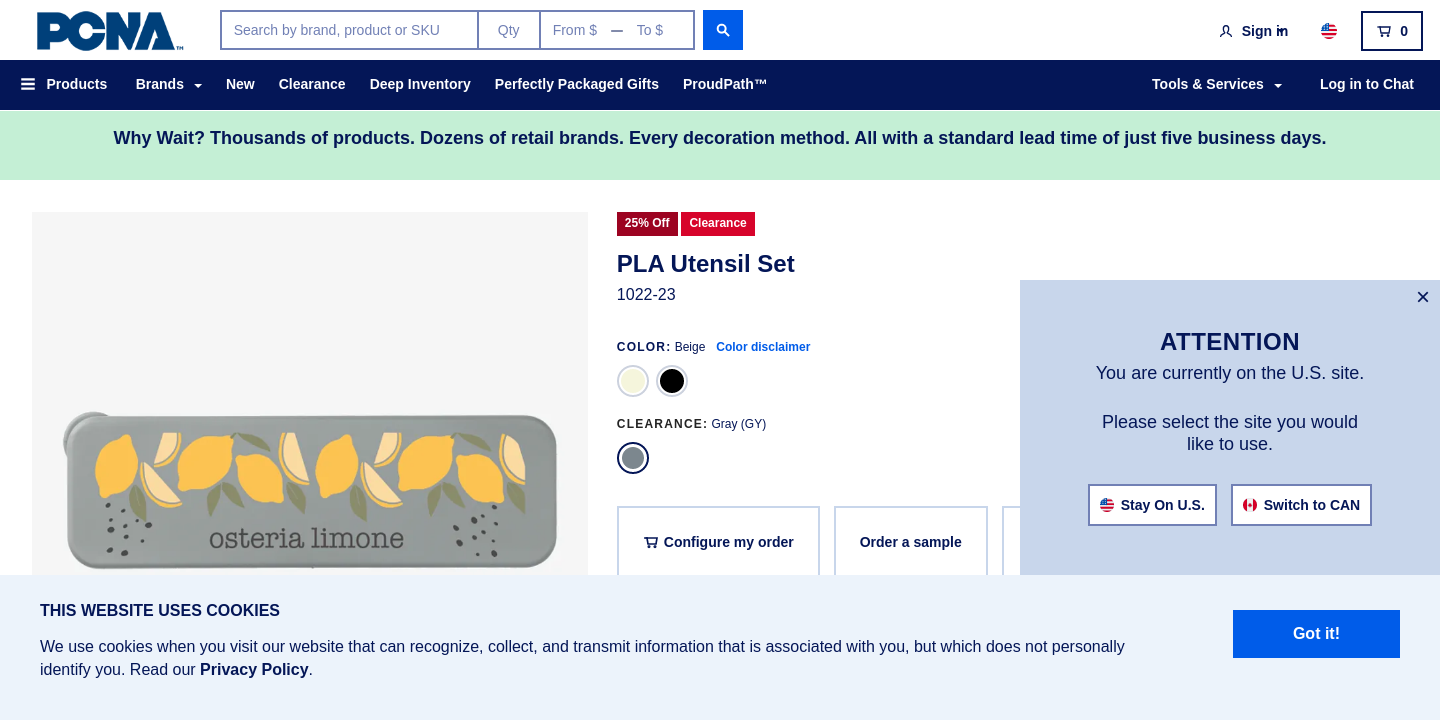 PCNA™
Search by brand, product or SKU Qty From $ To $
Sign in 0
Products Brands New Clearance Deep Inventory Perfectly Packaged Gifts ProudPath™ Tools & Services Log in to Chat
Why Wait? Thousands of products. Dozens of retail brands. Every decoration method. All with a standard lead time of just five business days.
25% Off Clearance
PLA Utensil Set
1022-23
COLOR: Beige Color disclaimer
CLEARANCE: Gray (GY)
Configure my order Order a sample
osteria limone
×
ATTENTION
You are currently on the U.S. site.
Please select the site you would
like to use.
Stay On U.S. Switch to CAN
THIS WEBSITE USES COOKIES
We use cookies when you visit our website that can recognize, collect, and transmit information that is associated with you, but which does not personally
identify you. Read our Privacy Policy.
Got it!